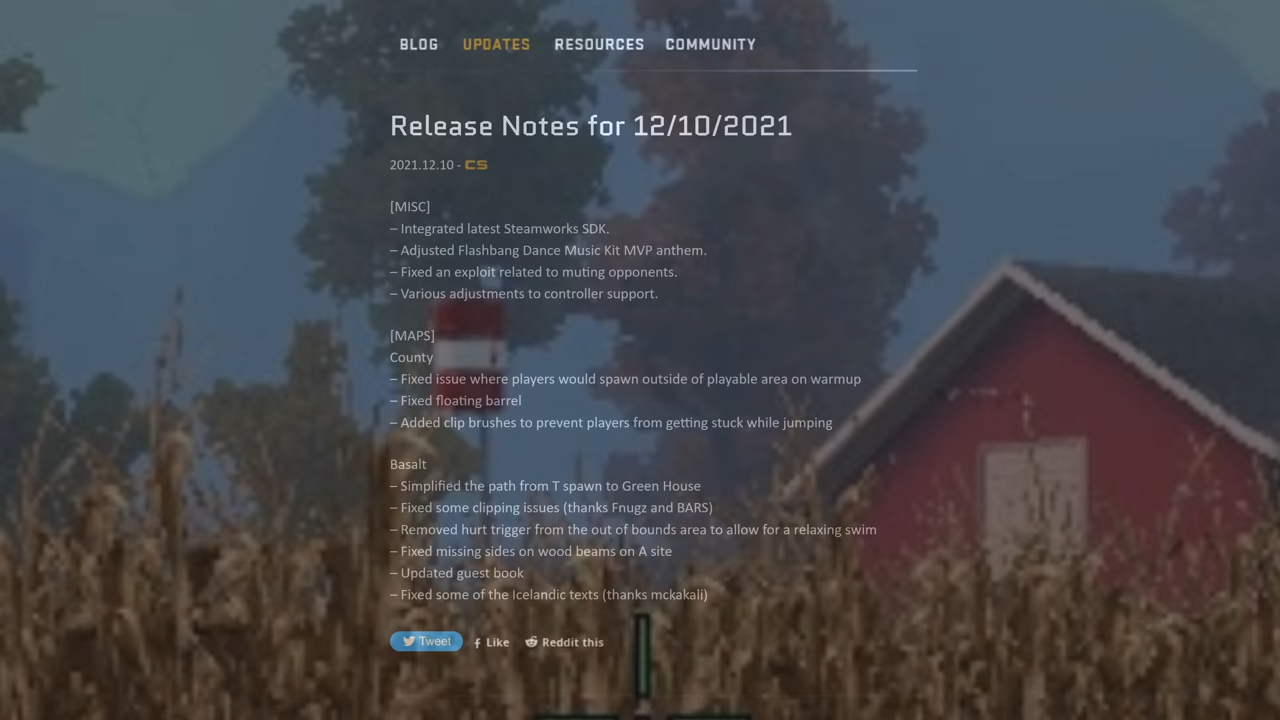 BLOG UPDATES RESOURCES COMMUNITY
Release Notes for 12/10/2021
2021.12.10 - CS
[MISC]
– Integrated latest Steamworks SDK.
– Adjusted Flashbang Dance Music Kit MVP anthem.
– Fixed an exploit related to muting opponents.
– Various adjustments to controller support.
[MAPS]
County
– Fixed issue where players would spawn outside of playable area on warmup
– Fixed floating barrel
– Added clip brushes to prevent players from getting stuck while jumping
Basalt
– Simplified the path from T spawn to Green House
– Fixed some clipping issues (thanks Fnugz and BARS)
– Removed hurt trigger from the out of bounds area to allow for a relaxing swim
– Fixed missing sides on wood beams on A site
– Updated guest book
– Fixed some of the Icelandic texts (thanks mckakali)
Tweet Like Reddit this